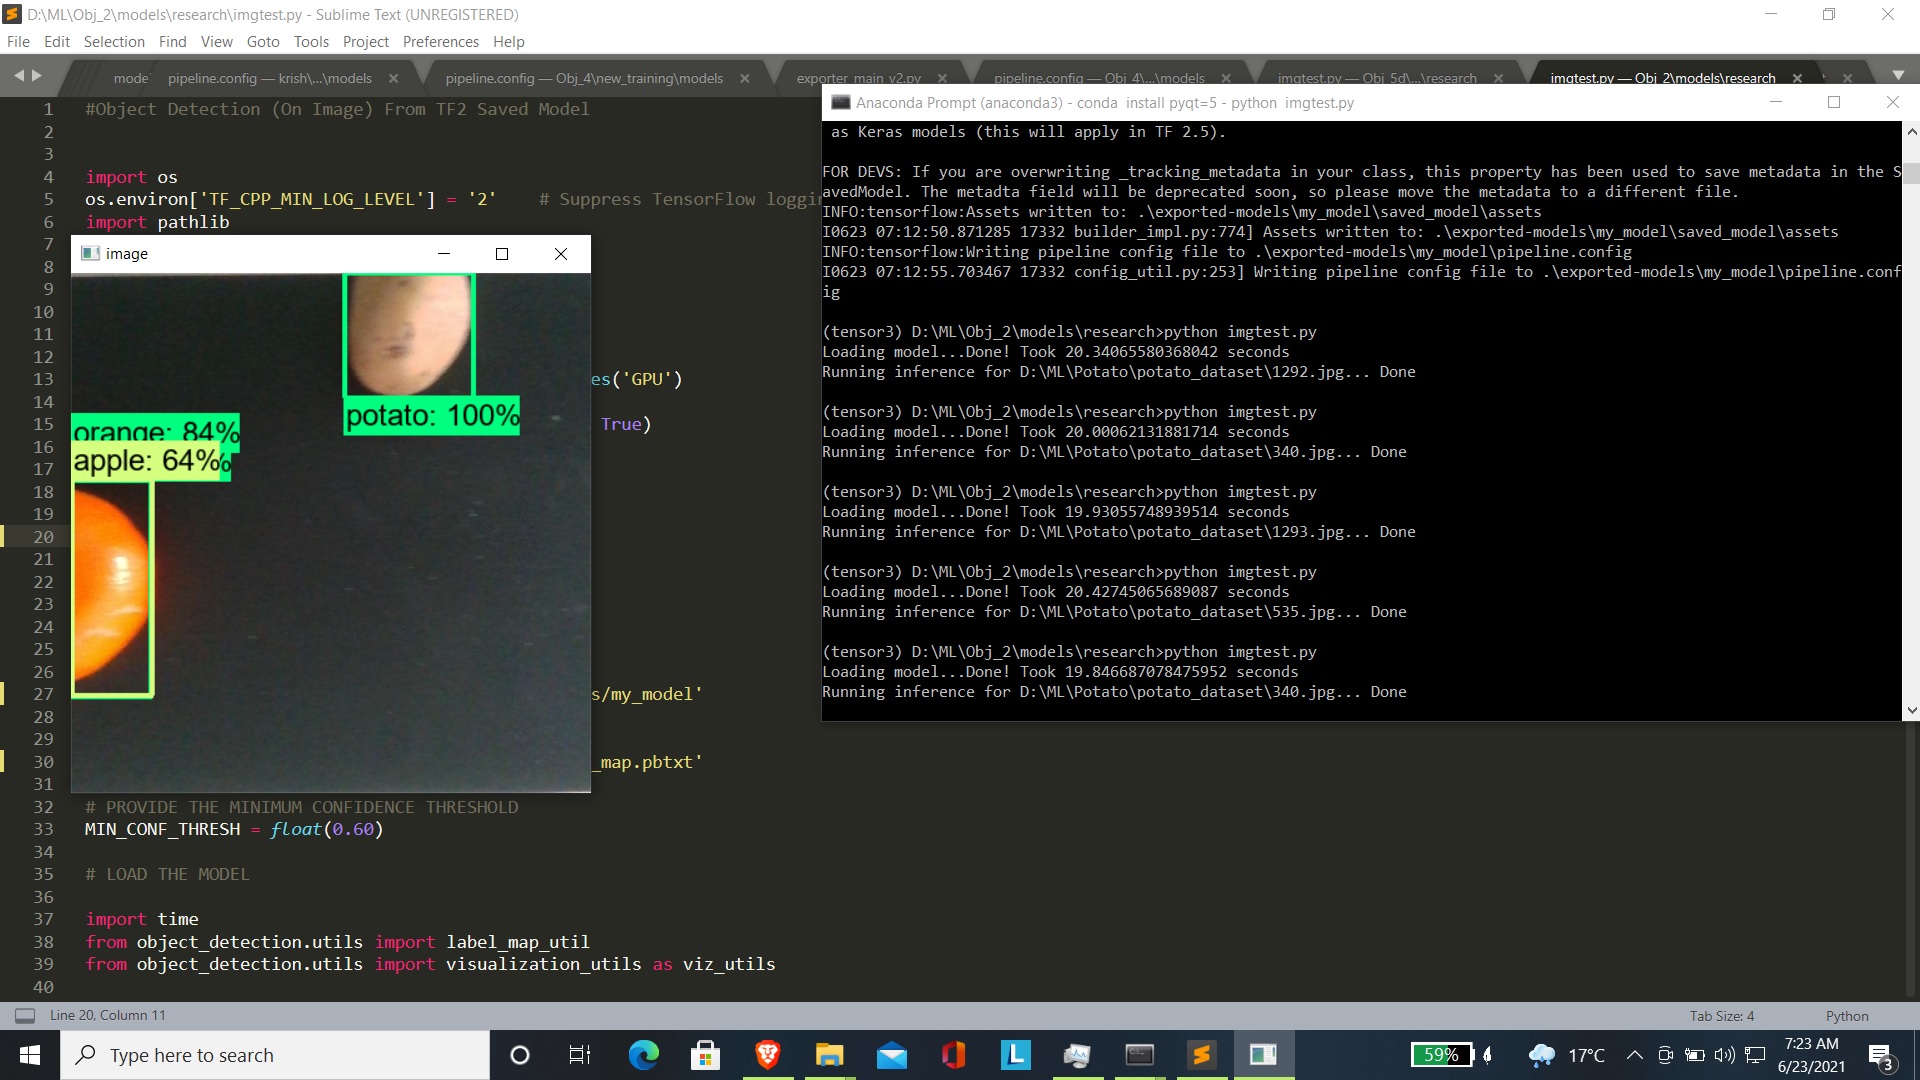 D:\ML\Obj_2\models\research\imgtest.py - Sublime Text (UNREGISTERED)
File Edit Selection Find View Goto Tools Project Preferences Help
mode pipeline.config — krish\...\models pipeline.config — Obj_4\new_training\models exporter_main_v2.py pipeline.config — Obj_4\...\models imgtest.py — Obj_5d\...\research imgtest.py — Obj_2\models\research
1 #Object Detection (On Image) From TF2 Saved Model
2
3
4 import os
5 os.environ['TF_CPP_MIN_LOG_LEVEL'] = '2' # Suppress TensorFlow loggi
6 import pathlib
7
8
9
10
11
12
13 es('GPU')
14
15 True)
16
17
18
19
20
21
22
23
24
25
26
27 s/my_model'
28
29
30 _map.pbtxt'
31
32 # PROVIDE THE MINIMUM CONFIDENCE THRESHOLD
33 MIN_CONF_THRESH = float(0.60)
34
35 # LOAD THE MODEL
36
37 import time
38 from object_detection.utils import label_map_util
39 from object_detection.utils import visualization_utils as viz_utils
40
image
potato: 100%
orange: 84%
apple: 64%
Anaconda Prompt (anaconda3) - conda install pyqt=5 - python imgtest.py
as Keras models (this will apply in TF 2.5).
FOR DEVS: If you are overwriting _tracking_metadata in your class, this property has been used to save metadata in the S
avedModel. The metadta field will be deprecated soon, so please move the metadata to a different file.
INFO:tensorflow:Assets written to: .\exported-models\my_model\saved_model\assets
I0623 07:12:50.871285 17332 builder_impl.py:774] Assets written to: .\exported-models\my_model\saved_model\assets
INFO:tensorflow:Writing pipeline config file to .\exported-models\my_model\pipeline.config
I0623 07:12:55.703467 17332 config_util.py:253] Writing pipeline config file to .\exported-models\my_model\pipeline.conf
ig
(tensor3) D:\ML\Obj_2\models\research>python imgtest.py
Loading model...Done! Took 20.34065580368042 seconds
Running inference for D:\ML\Potato\potato_dataset\1292.jpg... Done
(tensor3) D:\ML\Obj_2\models\research>python imgtest.py
Loading model...Done! Took 20.00062131881714 seconds
Running inference for D:\ML\Potato\potato_dataset\340.jpg... Done
(tensor3) D:\ML\Obj_2\models\research>python imgtest.py
Loading model...Done! Took 19.93055748939514 seconds
Running inference for D:\ML\Potato\potato_dataset\1293.jpg... Done
(tensor3) D:\ML\Obj_2\models\research>python imgtest.py
Loading model...Done! Took 20.42745065689087 seconds
Running inference for D:\ML\Potato\potato_dataset\535.jpg... Done
(tensor3) D:\ML\Obj_2\models\research>python imgtest.py
Loading model...Done! Took 19.846687078475952 seconds
Running inference for D:\ML\Potato\potato_dataset\340.jpg... Done
Line 20, Column 11 Tab Size: 4 Python
Type here to search
59% 17°C 7:23 AM
6/23/2021
3